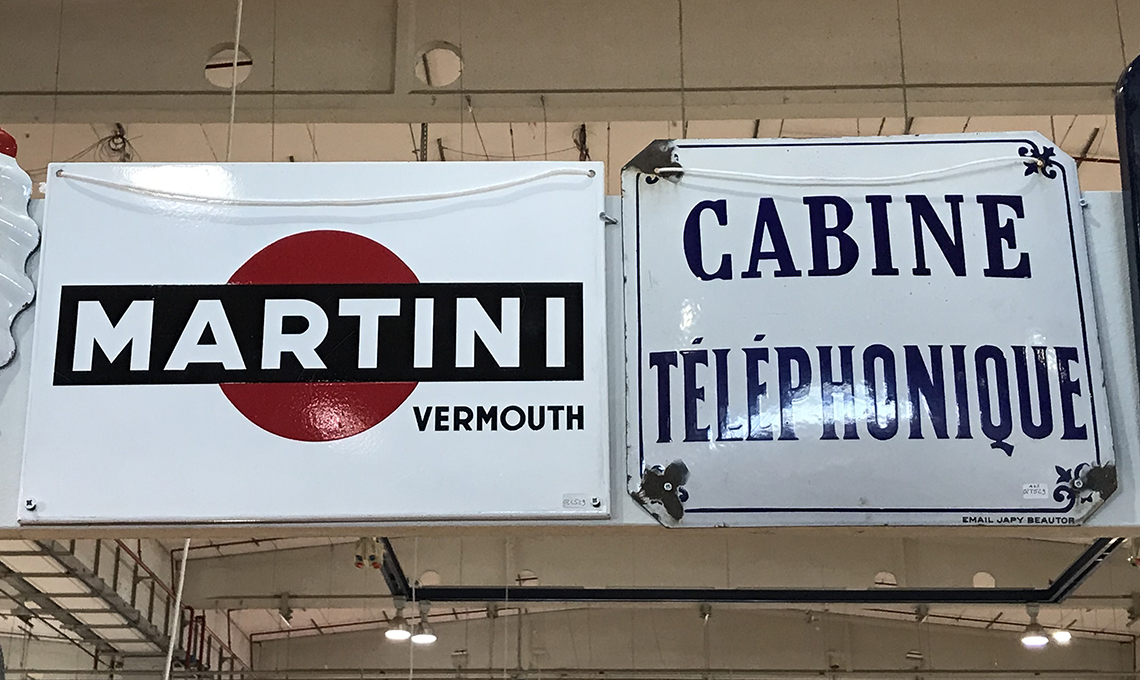 MARTINI
VERMOUTH
CABINE
TÉLÉPHONIQUE
EMAIL JAPY BEAUTOR